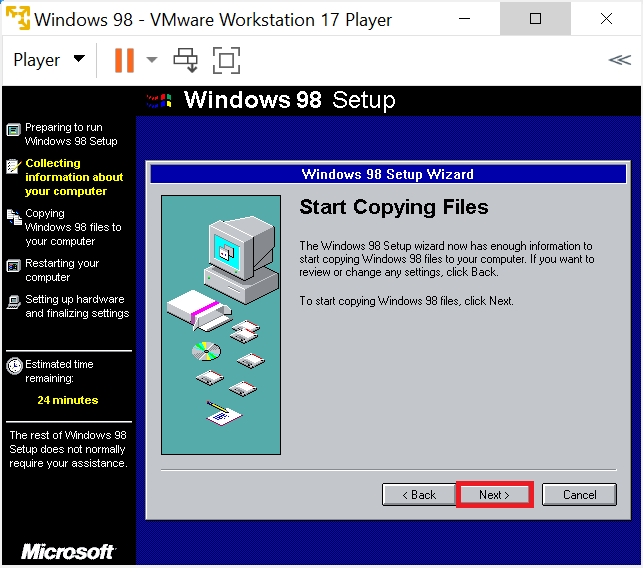 Windows 98 - VMware Workstation 17 Player
Player
Windows 98 Setup
Preparing to run
Windows 98 Setup
Collecting
information about
your computer
Copying
Windows 98 files to
your computer
Restarting your
computer
Setting up hardware
and finalizing settings
Estimated time
remaining:
24 minutes
The rest of Windows 98
Setup does not normally
require your assistance.
Microsoft
Windows 98 Setup Wizard
Start Copying Files
The Windows 98 Setup wizard now has enough information to
start copying Windows 98 files to your computer. If you want to
review or change any settings, click Back.
To start copying Windows 98 files, click Next.
< Back
Next >
Cancel